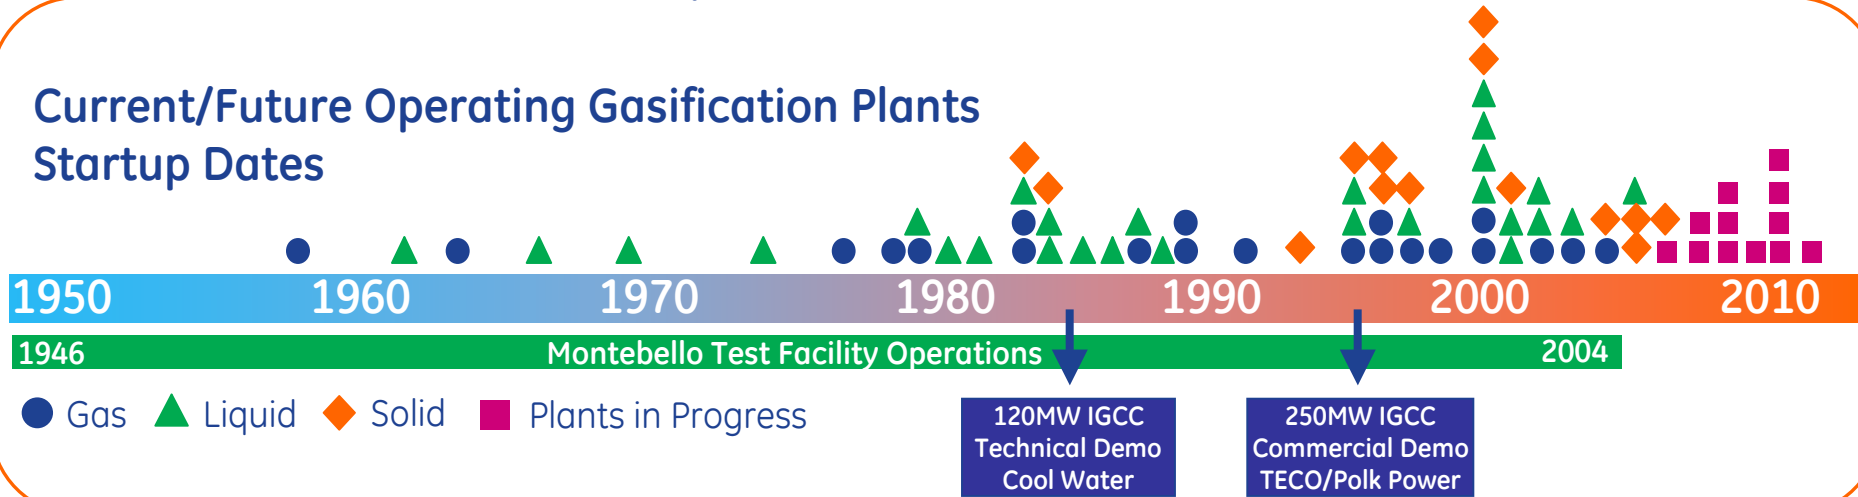 Current/Future Operating Gasification Plants
Startup Dates
1950 1960 1970 1980 1990 2000 2010
1946 Montebello Test Facility Operations 2004
Gas Liquid Solid Plants in Progress
120MW IGCC
Technical Demo
Cool Water
250MW IGCC
Commercial Demo
TECO/Polk Power